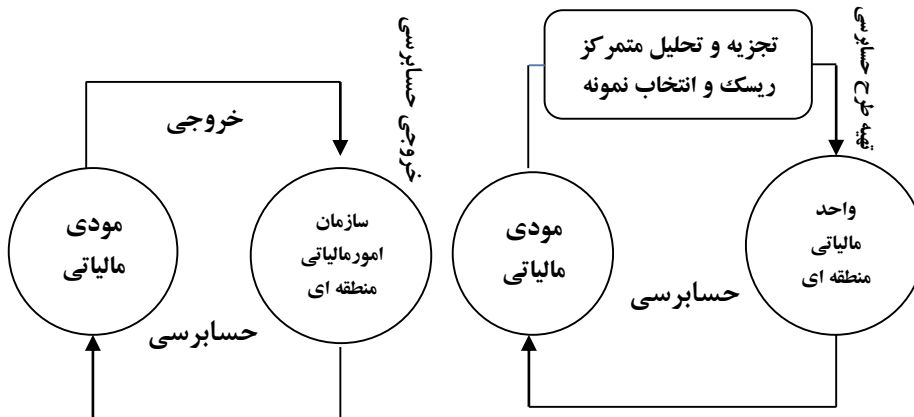 تجزیه و تحلیل متمرکز
ریسک و انتخاب نمونه
تهیه طرح حسابرسی
واحد
مالیاتی
منطقه ای
مودی
مالیاتی
حسابرسی
خروجی حسابرسی
خروجی
سازمان
امورمالیاتی
منطقه ای
مودی
مالیاتی
حسابرسی